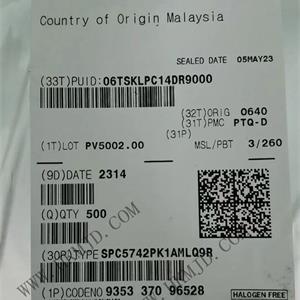 Country of Origin Malaysia
SEALED DATE 05MAY23
(33T)PUID:06TSKLPC14DR9000
(32T)ORIG 0640
(31T)PMC PTQ-D
(31P)
(1T)LOT PV5002.00
MSL/PBT 3/260
(9D)DATE 2314
(Q)QTY 500
(30P)TYPE SPC5742PK1AMLQ9R
(1P)CODENO 9353 370 96528
HALOGEN FREE